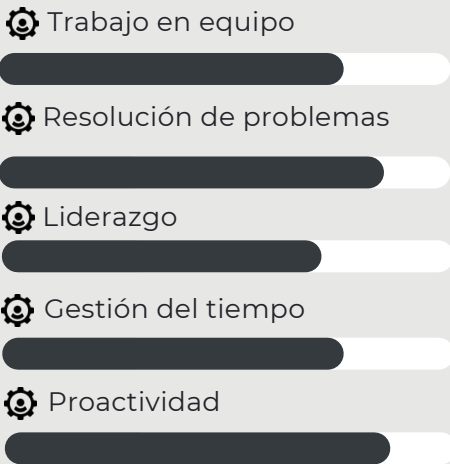 Trabajo en equipo
Resolución de problemas
Liderazgo
Gestión del tiempo
Proactividad